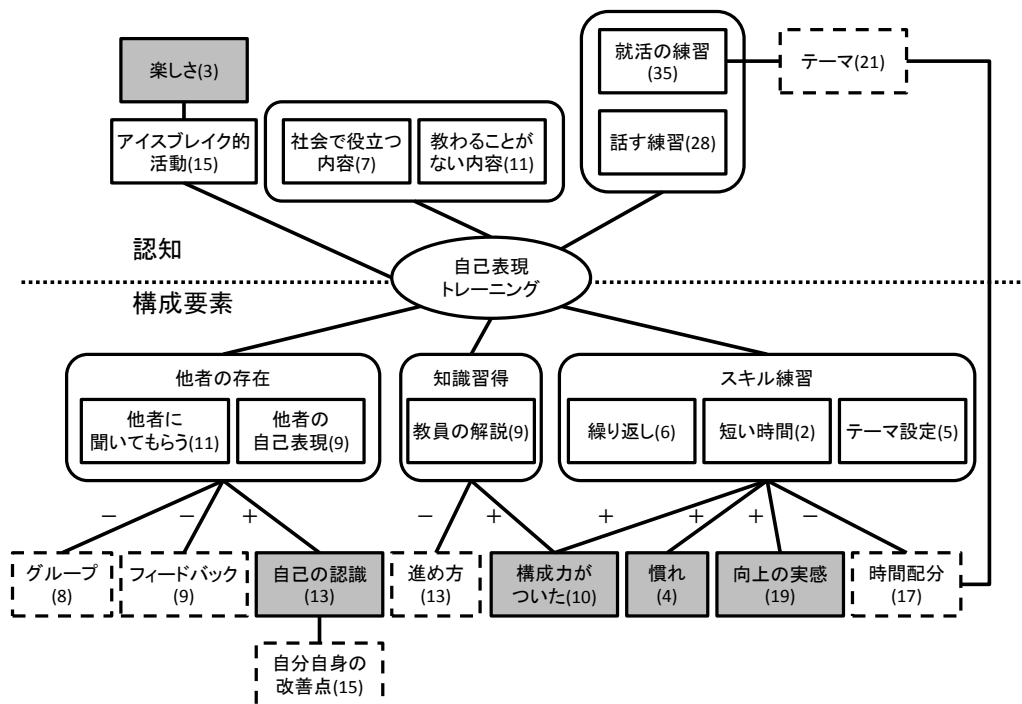 楽しさ(3)
アイスブレイク的
活動(15)
社会で役立つ
内容(7)
教わることが
ない内容(11)
就活の練習
(35)
話す練習(28)
テーマ(21)
認知
自己表現
トレーニング
構成要素
他者の存在
他者に
聞いてもらう(11)
他者の
自己表現(9)
知識習得
教員の解説(9)
スキル練習
繰り返し(6)
短い時間(2)
テーマ設定(5)
－
－
＋
－
＋
＋
＋
＋
－
グループ
(8)
フィードバック
(9)
自己の認識
(13)
進め方
(13)
構成力が
ついた(10)
慣れ
(4)
向上の実感
(19)
時間配分
(17)
自分自身の
改善点(15)